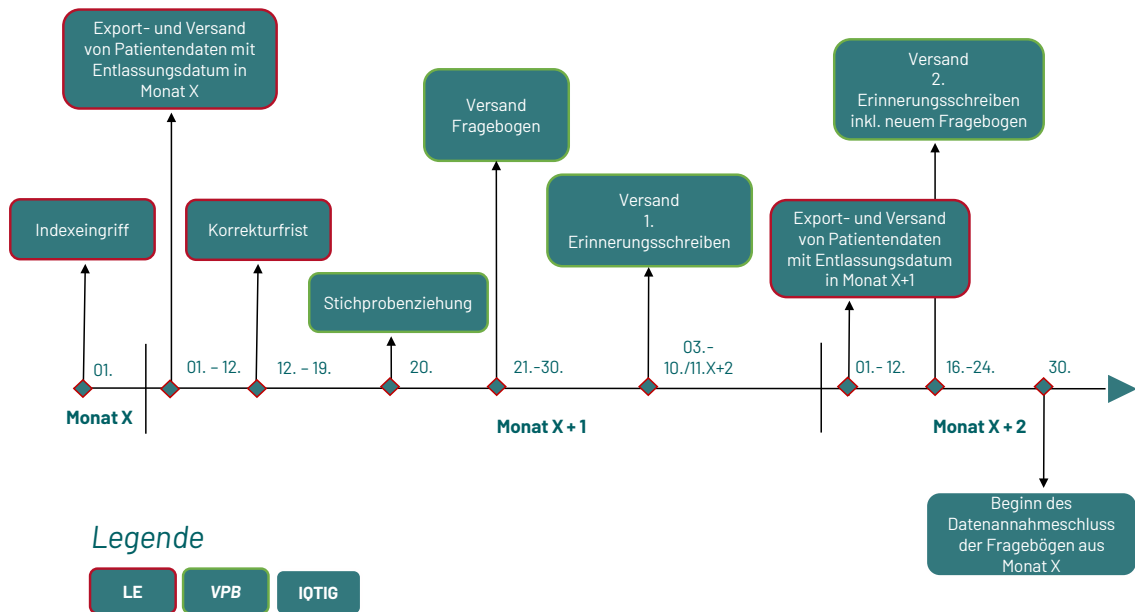 Export- und Versand
von Patientendaten mit
Entlassungsdatum in
Monat X
Versand
2.
Erinnerungsschreiben
inkl. neuem Fragebogen
Versand
Fragebogen
Versand
1.
Erinnerungsschreiben
Indexeingriff
Korrekturfrist
Export- und Versand
von Patientendaten
mit Entlassungsdatum
in Monat X+1
Stichprobenziehung
01.
01. - 12.
12. - 19.
20.
21.-30.
03.-
10./11.X+2
01.- 12.
16.-24.
30.
Monat X
Monat X + 1
Monat X + 2
Beginn des
Datenannahmeschluss
der Fragebögen aus
Monat X
Legende
LE
VPB
IQTIG